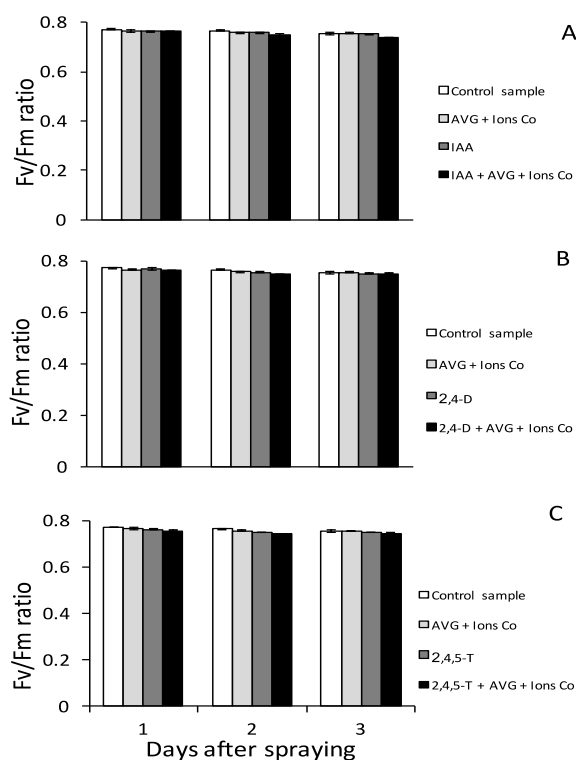 A
Fv/Fm ratio
0.8
0.6
0.4
0.2
0
Control sample
AVG + Ions Co
IAA
IAA + AVG + Ions Co
B
Fv/Fm ratio
0.8
0.6
0.4
0.2
0
Control sample
AVG + Ions Co
2,4-D
2,4-D + AVG + Ions Co
C
Fv/Fm ratio
0.8
0.6
0.4
0.2
0
Control sample
AVG + Ions Co
2,4,5-T
2,4,5-T + AVG + Ions Co
1 2 3
Days after spraying